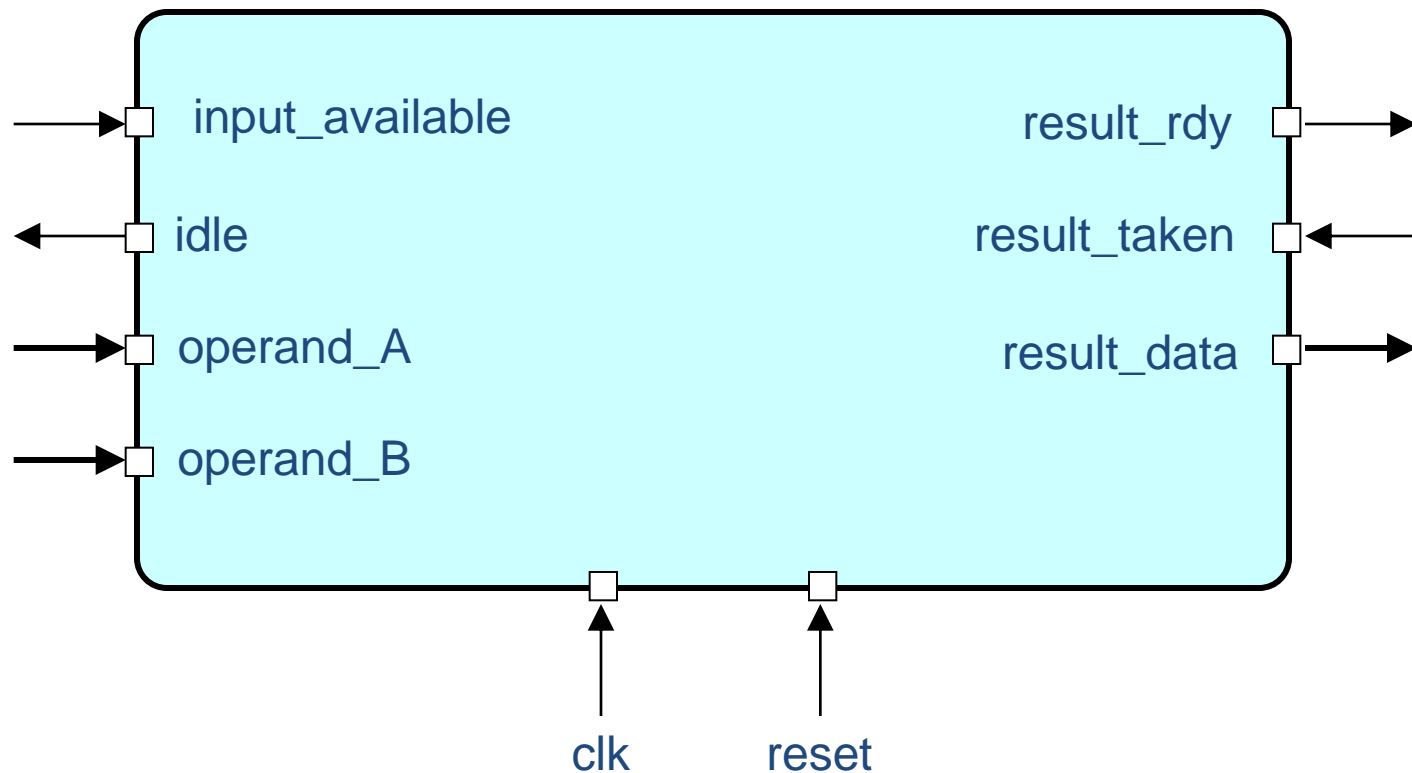 input_available
result_rdy
idle
result_taken
operand_A
result_data
operand_B
clk
reset